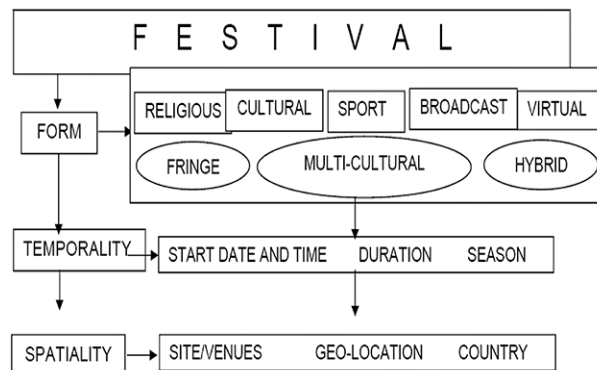 FESTIVAL
RELIGIOUS CULTURAL SPORT BROADCAST VIRTUAL
FORM
FRINGE MULTI-CULTURAL HYBRID
TEMPORALITY START DATE AND TIME DURATION SEASON
SPATIALITY SITE/VENUES GEO-LOCATION COUNTRY